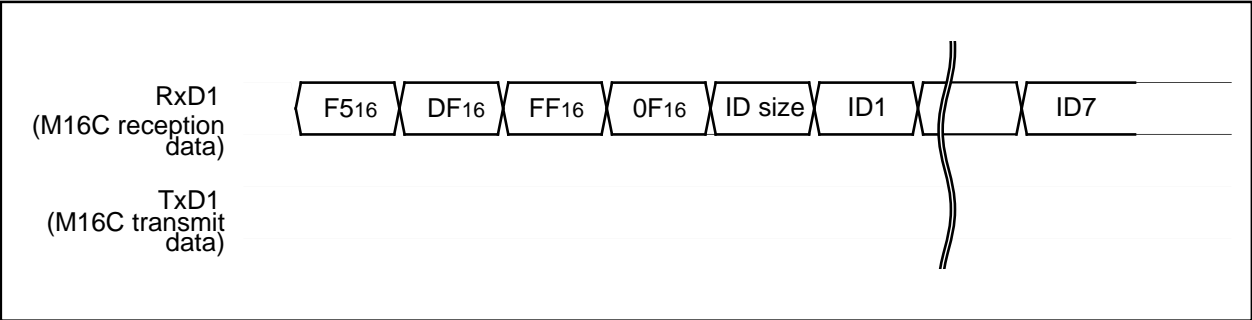 RxD1
(M16C reception
data)
F516 DF16 FF16 0F16 ID size ID1 ID7
TxD1
(M16C transmit
data)